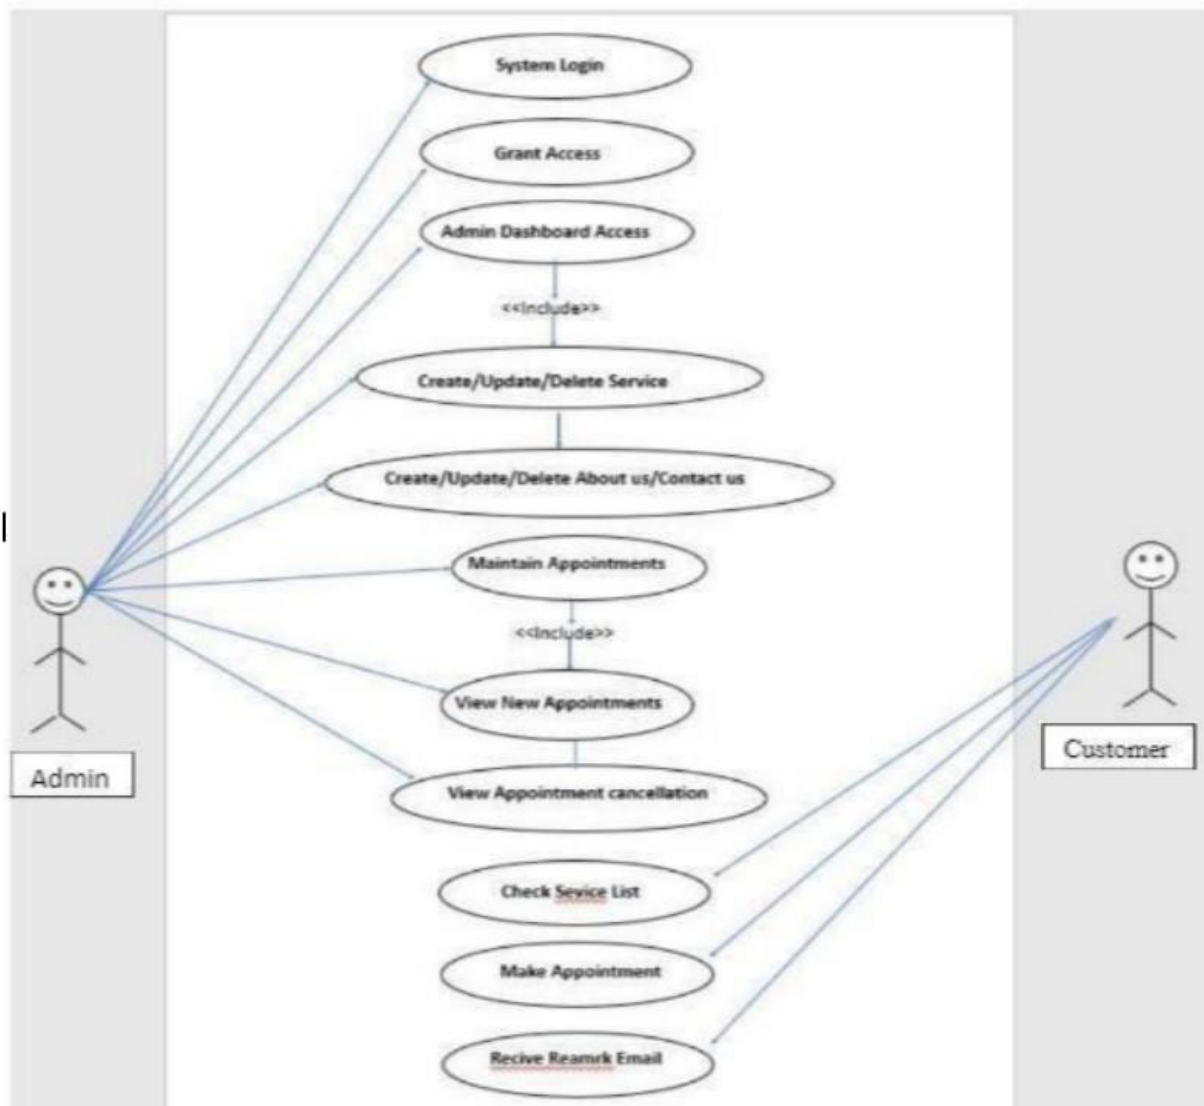 System Login
Grant Access
Admin Dashboard Access
<<Include>>
Create/Update/Delete Service
Create/Update/Delete About us/Contact us
Maintain Appointments
<<Include>>
View New Appointments
Admin
Customer
View Appointment cancellation
Check Sevice List
Make Appointment
Recive Reamrk Email